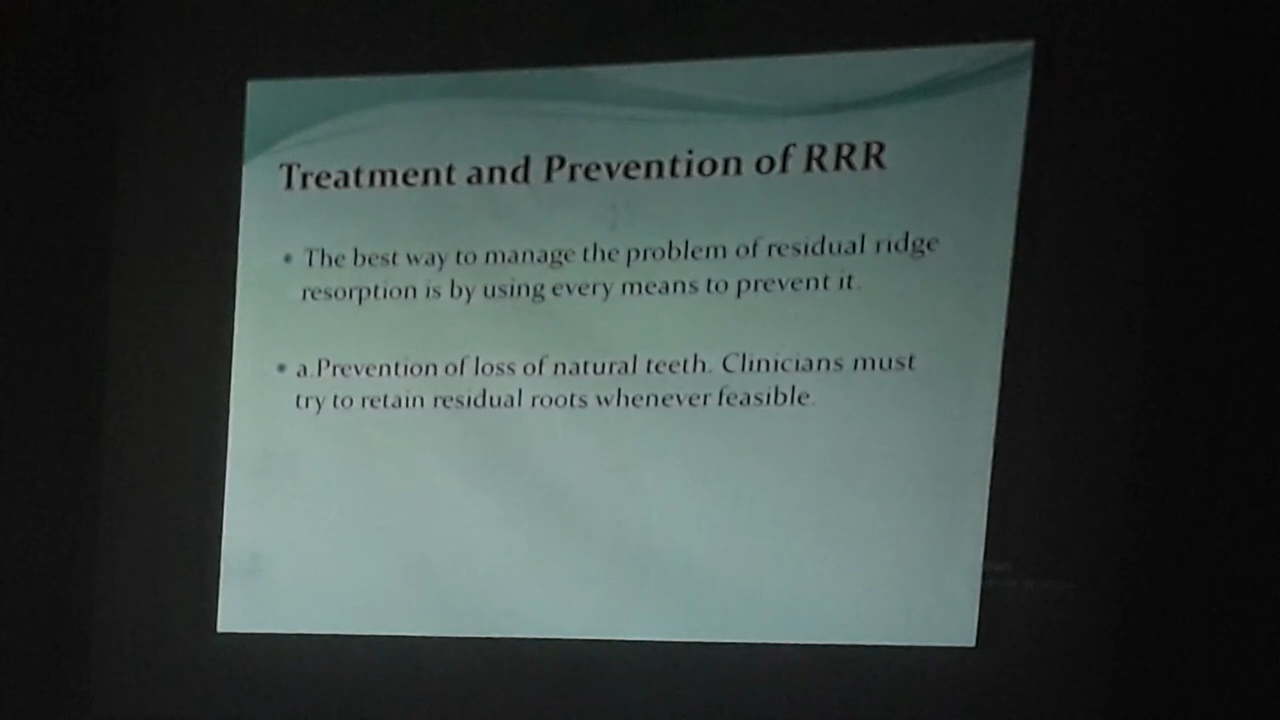 Treatment and Prevention of RRR
• The best way to manage the problem of residual ridge
resorption is by using every means to prevent it.
• a.Prevention of loss of natural teeth. Clinicians must
try to retain residual roots whenever feasible.